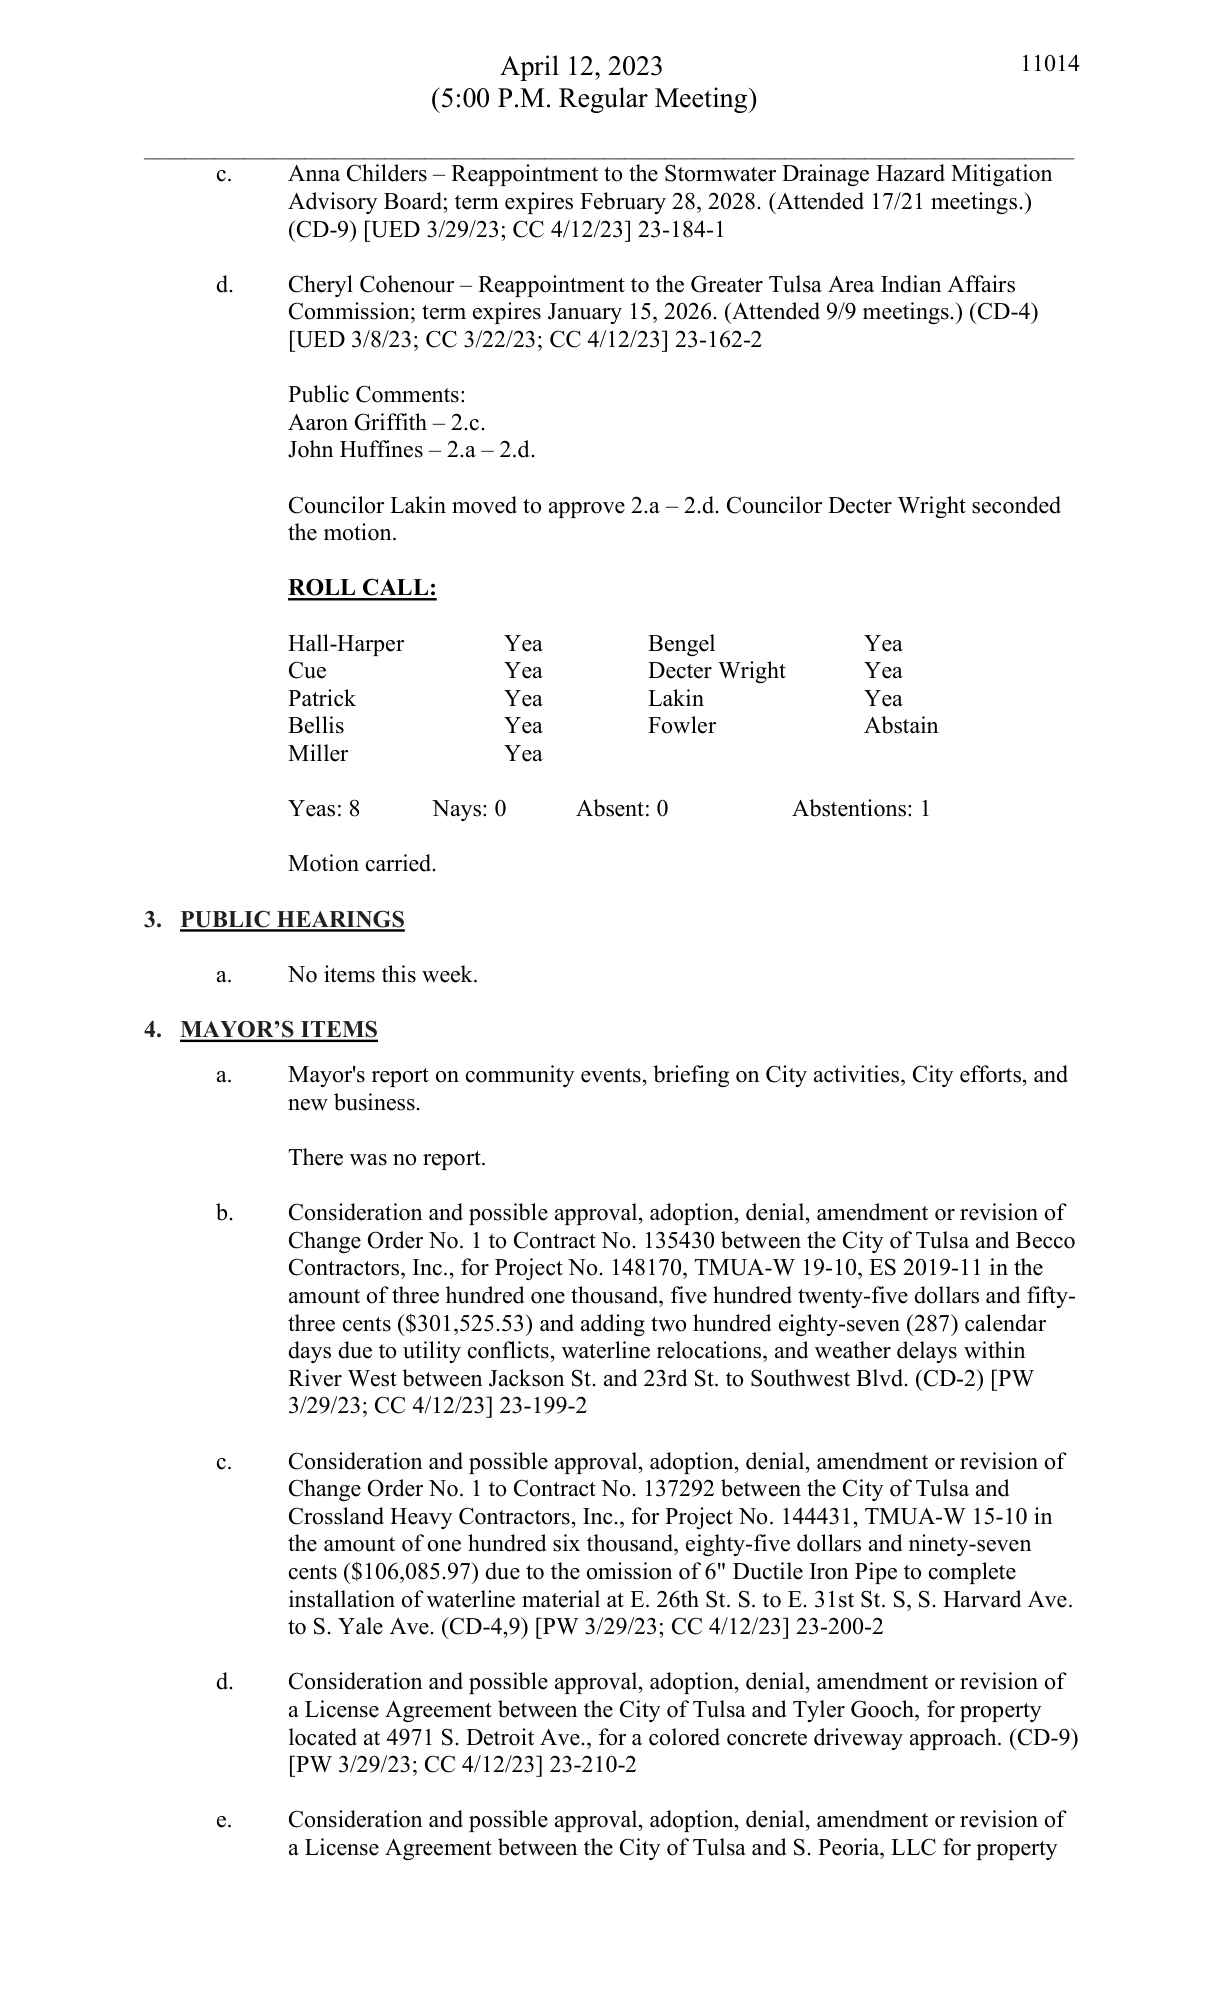 April 12, 2023
11014
(5:00 P.M. Regular Meeting)
c. Anna Childers – Reappointment to the Stormwater Drainage Hazard Mitigation
Advisory Board; term expires February 28, 2028. (Attended 17/21 meetings.)
(CD-9) [UED 3/29/23; CC 4/12/23] 23-184-1
d. Cheryl Cohenour – Reappointment to the Greater Tulsa Area Indian Affairs
Commission; term expires January 15, 2026. (Attended 9/9 meetings.) (CD-4)
[UED 3/8/23; CC 3/22/23; CC 4/12/23] 23-162-2
Public Comments:
Aaron Griffith – 2.c.
John Huffines – 2.a – 2.d.
Councilor Lakin moved to approve 2.a – 2.d. Councilor Decter Wright seconded
the motion.
ROLL CALL:
Hall-Harper Yea Bengel Yea
Cue Yea Decter Wright Yea
Patrick Yea Lakin Yea
Bellis Yea Fowler Abstain
Miller Yea
Yeas: 8 Nays: 0 Absent: 0 Abstentions: 1
Motion carried.
3. PUBLIC HEARINGS
a. No items this week.
4. MAYOR’S ITEMS
a. Mayor's report on community events, briefing on City activities, City efforts, and
new business.
There was no report.
b. Consideration and possible approval, adoption, denial, amendment or revision of
Change Order No. 1 to Contract No. 135430 between the City of Tulsa and Becco
Contractors, Inc., for Project No. 148170, TMUA-W 19-10, ES 2019-11 in the
amount of three hundred one thousand, five hundred twenty-five dollars and fifty-
three cents ($301,525.53) and adding two hundred eighty-seven (287) calendar
days due to utility conflicts, waterline relocations, and weather delays within
River West between Jackson St. and 23rd St. to Southwest Blvd. (CD-2) [PW
3/29/23; CC 4/12/23] 23-199-2
c. Consideration and possible approval, adoption, denial, amendment or revision of
Change Order No. 1 to Contract No. 137292 between the City of Tulsa and
Crossland Heavy Contractors, Inc., for Project No. 144431, TMUA-W 15-10 in
the amount of one hundred six thousand, eighty-five dollars and ninety-seven
cents ($106,085.97) due to the omission of 6" Ductile Iron Pipe to complete
installation of waterline material at E. 26th St. S. to E. 31st St. S, S. Harvard Ave.
to S. Yale Ave. (CD-4,9) [PW 3/29/23; CC 4/12/23] 23-200-2
d. Consideration and possible approval, adoption, denial, amendment or revision of
a License Agreement between the City of Tulsa and Tyler Gooch, for property
located at 4971 S. Detroit Ave., for a colored concrete driveway approach. (CD-9)
[PW 3/29/23; CC 4/12/23] 23-210-2
e. Consideration and possible approval, adoption, denial, amendment or revision of
a License Agreement between the City of Tulsa and S. Peoria, LLC for property